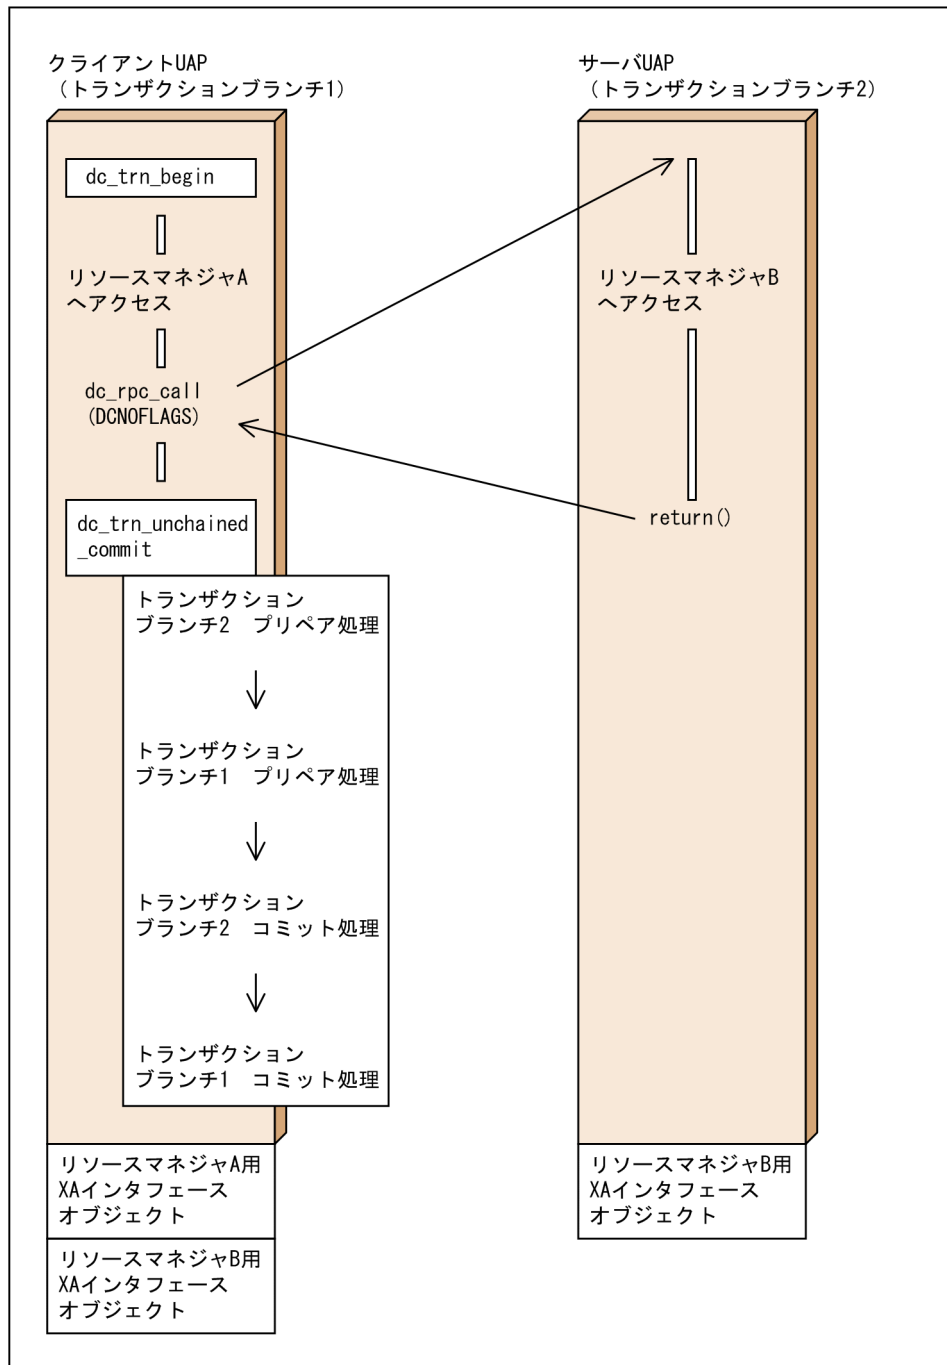 クライアントUAP
（トランザクションブランチ1）
dc_trn_begin
リソースマネジャA
へアクセス
dc_rpc_call
(DCNOFLAGS)
dc_trn_unchained
_commit
トランザクション
ブランチ2　プリペア処理
トランザクション
ブランチ1　プリペア処理
トランザクション
ブランチ2　コミット処理
トランザクション
ブランチ1　コミット処理
リソースマネジャA用
XAインタフェース
オブジェクト
リソースマネジャB用
XAインタフェース
オブジェクト
サーバUAP
（トランザクションブランチ2）
リソースマネジャB
へアクセス
return()
リソースマネジャB用
XAインタフェース
オブジェクト